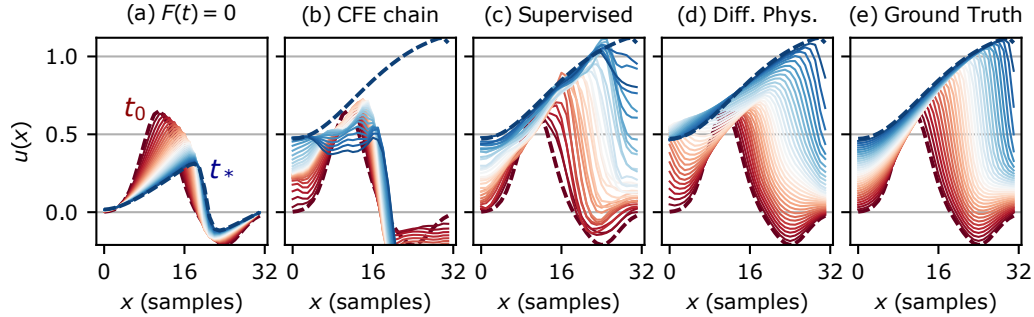 (a) F(t) = 0
(b) CFE chain
(c) Supervised
(d) Diff. Phys.
(e) Ground Truth
u(x)
1.0
0.5
0.0
t₀
t*
0 16 32
0 16 32
0 16 32
0 16 32
0 16 32
x (samples)
x (samples)
x (samples)
x (samples)
x (samples)